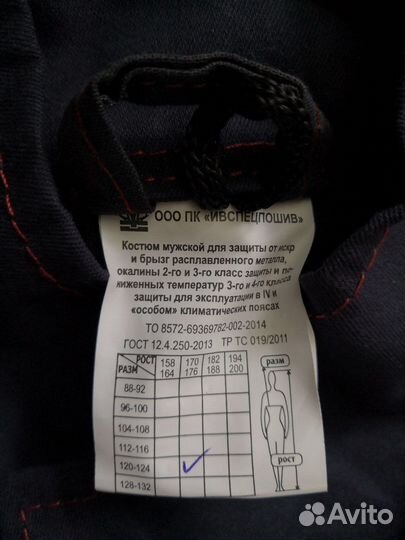 ООО ПК «ИВСПЕЦПОШИВ»
Костюм мужской для защиты от искр
и брызг расплавленного металла,
окалины 2-го и 3-го класс защиты и по-
ниженных температур 3-го и 4-го класса
защиты для эксплуатации в IV и
«особом» климатических поясах
ТО 8572-69369782-002-2014
ГОСТ 12.4.250-2013 ТР ТС 019/2011
РОСТ 158 170 182 194
РАЗМ 164 176 188 200
88-92
96-100
104-108
112-116
120-124
128-132
разм
рост
Avito